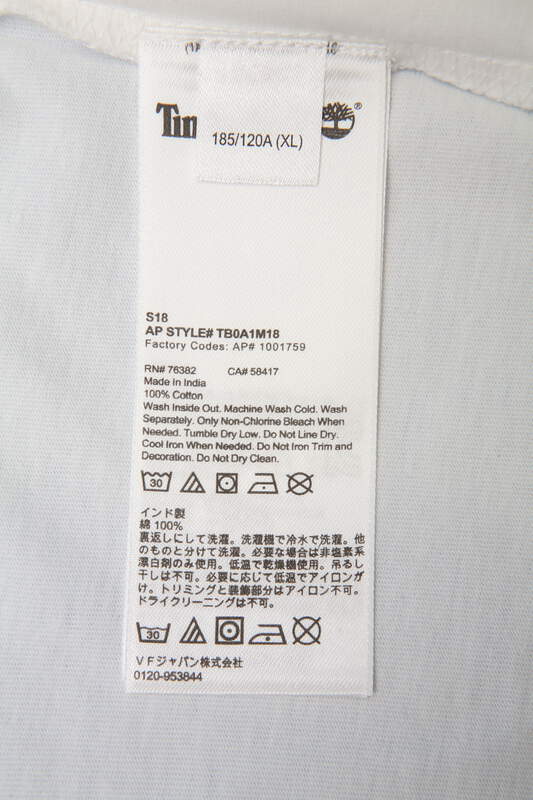 Tim
®
185/120A (XL)
S18
AP STYLE# TB0A1M18
Factory Codes: AP# 1001759
RN# 76382 CA# 58417
Made In India
100% Cotton
Wash Inside Out. Machine Wash Cold. Wash
Separately. Only Non-Chlorine Bleach When
Needed. Tumble Dry Low. Do Not Line Dry.
Cool Iron When Needed. Do Not Iron Trim and
Decoration. Do Not Dry Clean.
30
インド製
綿 100%
裏返しにして洗濯。洗濯機で冷水で洗濯。他
のものと分けて洗濯。必要な場合は非塩素系
漂白剤のみ使用。低温で乾燥機使用。吊るし
干しは不可。必要に応じて低温でアイロンが
け。トリミングと装飾部分はアイロン不可。
ドライクリーニングは不可。
30
VFジャパン株式会社
0120-953844